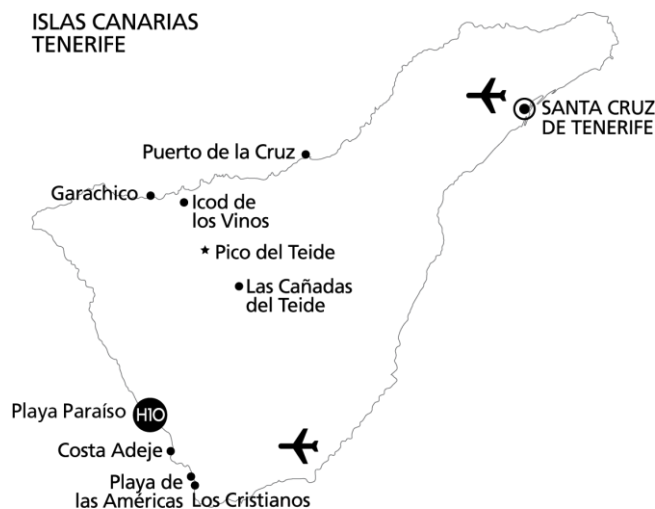 ISLAS CANARIAS
TENERIFE
SANTA CRUZ
DE TENERIFE
Puerto de la Cruz
Garachico
Icod de
los Vinos
Pico del Teide
Las Cañadas
del Teide
Playa Paraíso
H10
Costa Adeje
Playa de
las Américas
Los Cristianos